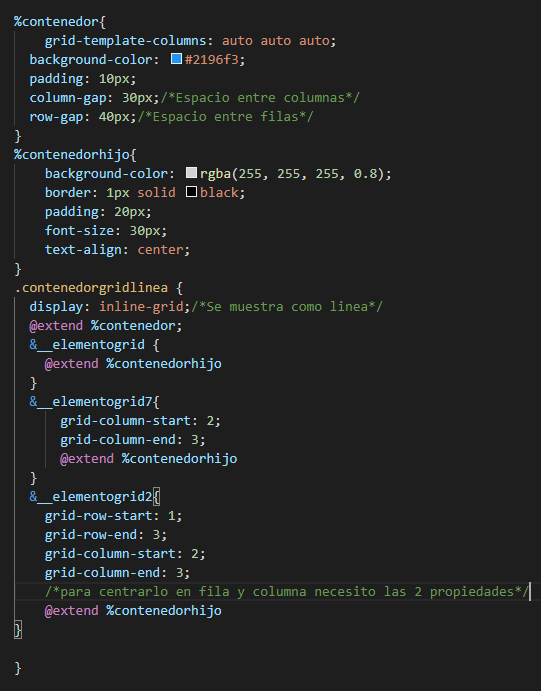 %contenedor{
grid-template-columns: auto auto auto;
background-color: #2196f3;
padding: 10px;
column-gap: 30px;/*Espacio entre columnas*/
row-gap: 40px;/*Espacio entre filas*/
}
%contenedorhijo{
background-color: rgba(255, 255, 255, 0.8);
border: 1px solid black;
padding: 20px;
font-size: 30px;
text-align: center;
}
.contenedorgridlinea {
display: inline-grid;/*Se muestra como linea*/
@extend %contenedor;
&__elementogrid {
@extend %contenedorhijo
}
&__elementogrid7{
grid-column-start: 2;
grid-column-end: 3;
@extend %contenedorhijo
}
&__elementogrid2{
grid-row-start: 1;
grid-row-end: 3;
grid-column-start: 2;
grid-column-end: 3;
/*para centrarlo en fila y columna necesito las 2 propiedades*/
@extend %contenedorhijo
}
}